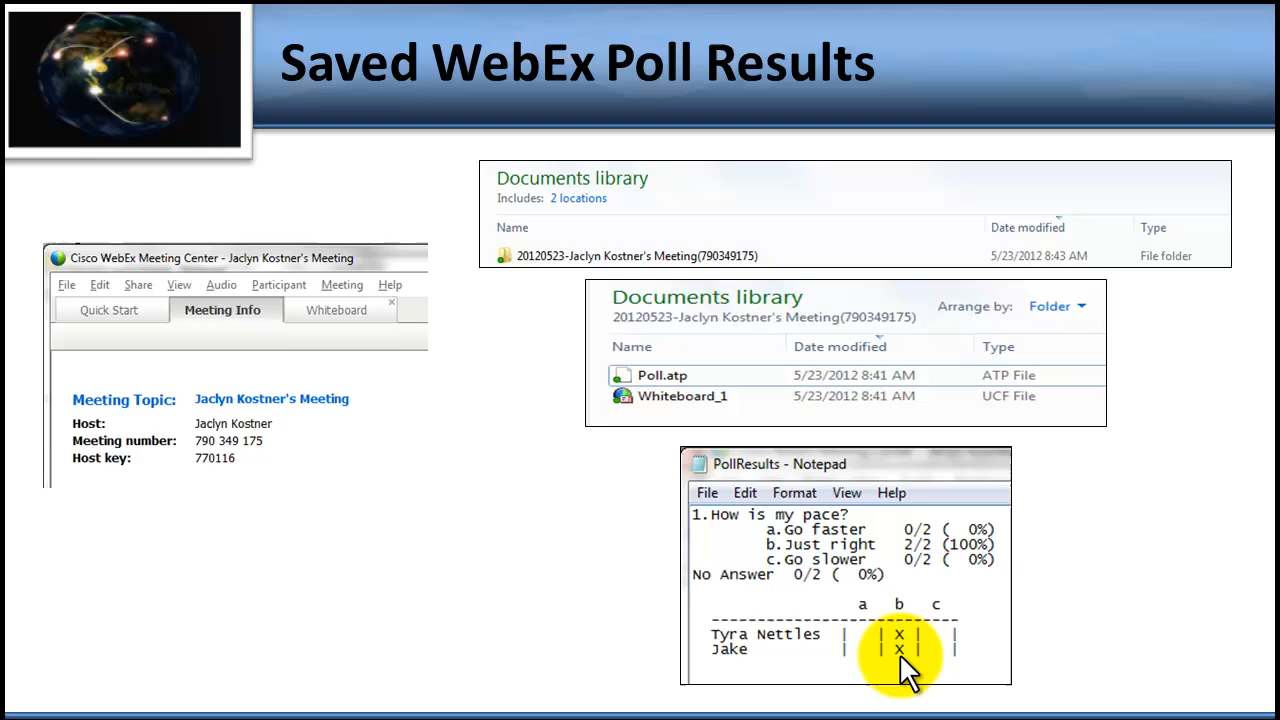 Saved WebEx Poll Results
Documents library
Includes: 2 locations
Name Date modified Type
20120523-Jaclyn Kostner's Meeting(790349175) 5/23/2012 8:43 AM File folder
Cisco WebEx Meeting Center - Jaclyn Kostner's Meeting
File Edit Share View Audio Participant Meeting Help
Quick Start Meeting Info Whiteboard
Meeting Topic: Jaclyn Kostner's Meeting
Host: Jaclyn Kostner
Meeting number: 790 349 175
Host key: 770116
Documents library
20120523-Jaclyn Kostner's Meeting(790349175) Arrange by: Folder
Name Date modified Type
Poll.atp 5/23/2012 8:41 AM ATP File
Whiteboard_1 5/23/2012 8:41 AM UCF File
PollResults - Notepad
File Edit Format View Help
1.How is my pace?
a.Go faster 0/2 ( 0%)
b.Just right 2/2 (100%)
c.Go slower 0/2 ( 0%)
No Answer 0/2 ( 0%)
a b c
---------------------------
Tyra Nettles | | X | |
Jake | | X | |